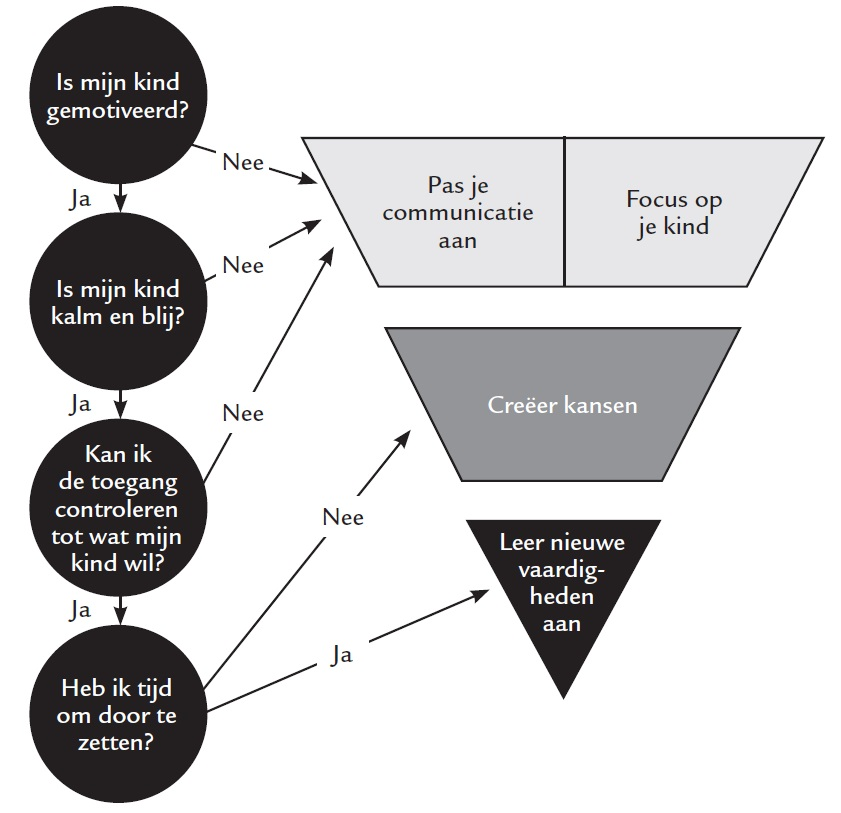 Is mijn kind
gemotiveerd?
Nee
Ja
Pas je
communicatie
aan
Focus op
je kind
Is mijn kind
kalm en blij?
Nee
Ja
Creëer kansen
Kan ik
de toegang
controleren
tot wat mijn
kind wil?
Nee
Ja
Nee
Leer nieuwe
vaardig-
heden
aan
Heb ik tijd
om door te
zetten?
Ja